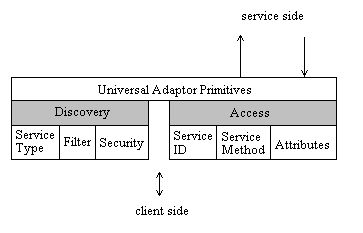 service side
Universal Adaptor Primitives
Discovery
Access
Service
Type
Filter
Security
Service
ID
Service
Method
Attributes
client side